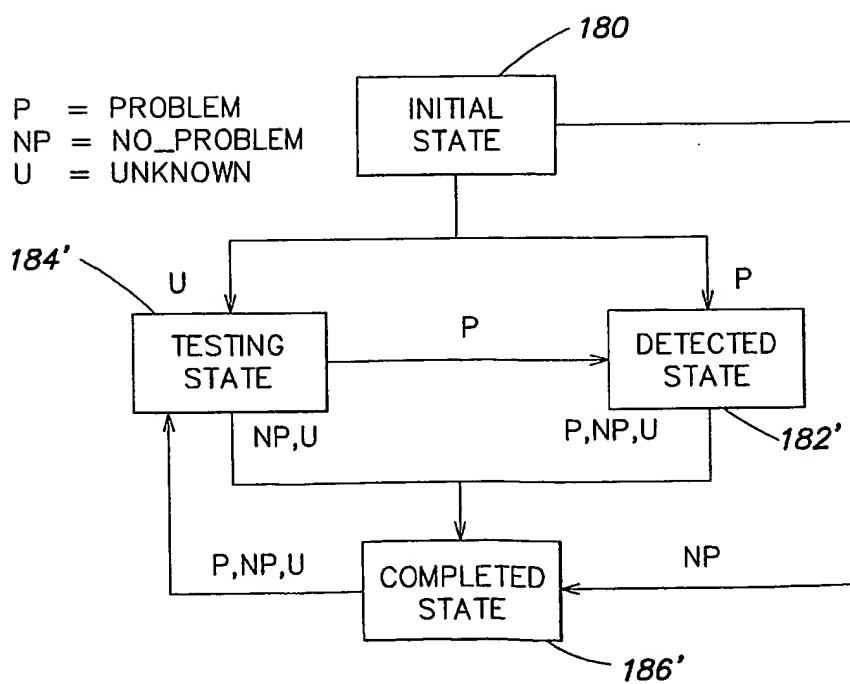 180
P = PROBLEM
NP = NO_PROBLEM
U = UNKNOWN
INITIAL
STATE
184'
U
P
TESTING
STATE
P
DETECTED
STATE
NP,U
P,NP,U
182'
P,NP,U
COMPLETED
STATE
NP
186'